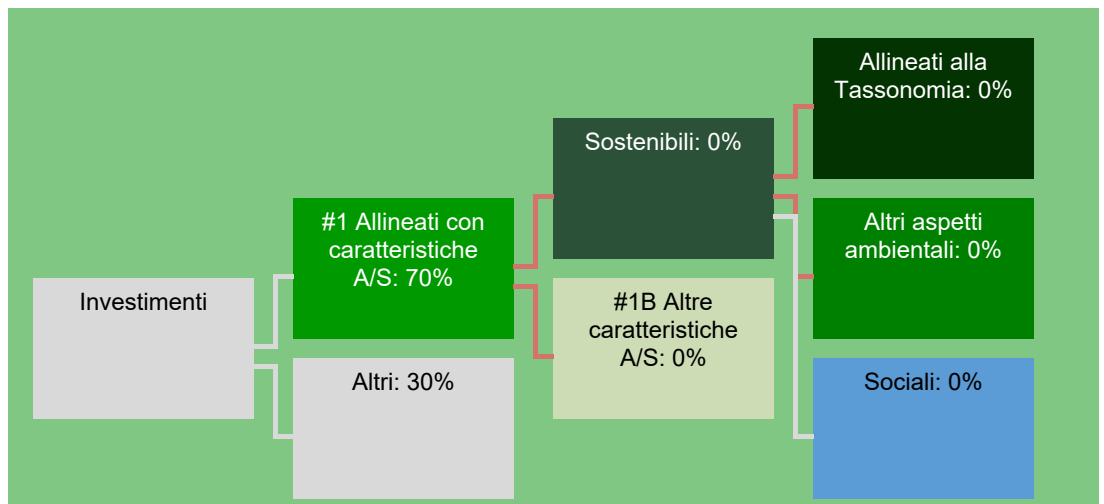 Investimenti
#1 Allineati con
caratteristiche
A/S: 70%
Altri: 30%
Sostenibili: 0%
#1B Altre
caratteristiche
A/S: 0%
Allineati alla
Tassonomia: 0%
Altri aspetti
ambientali: 0%
Sociali: 0%